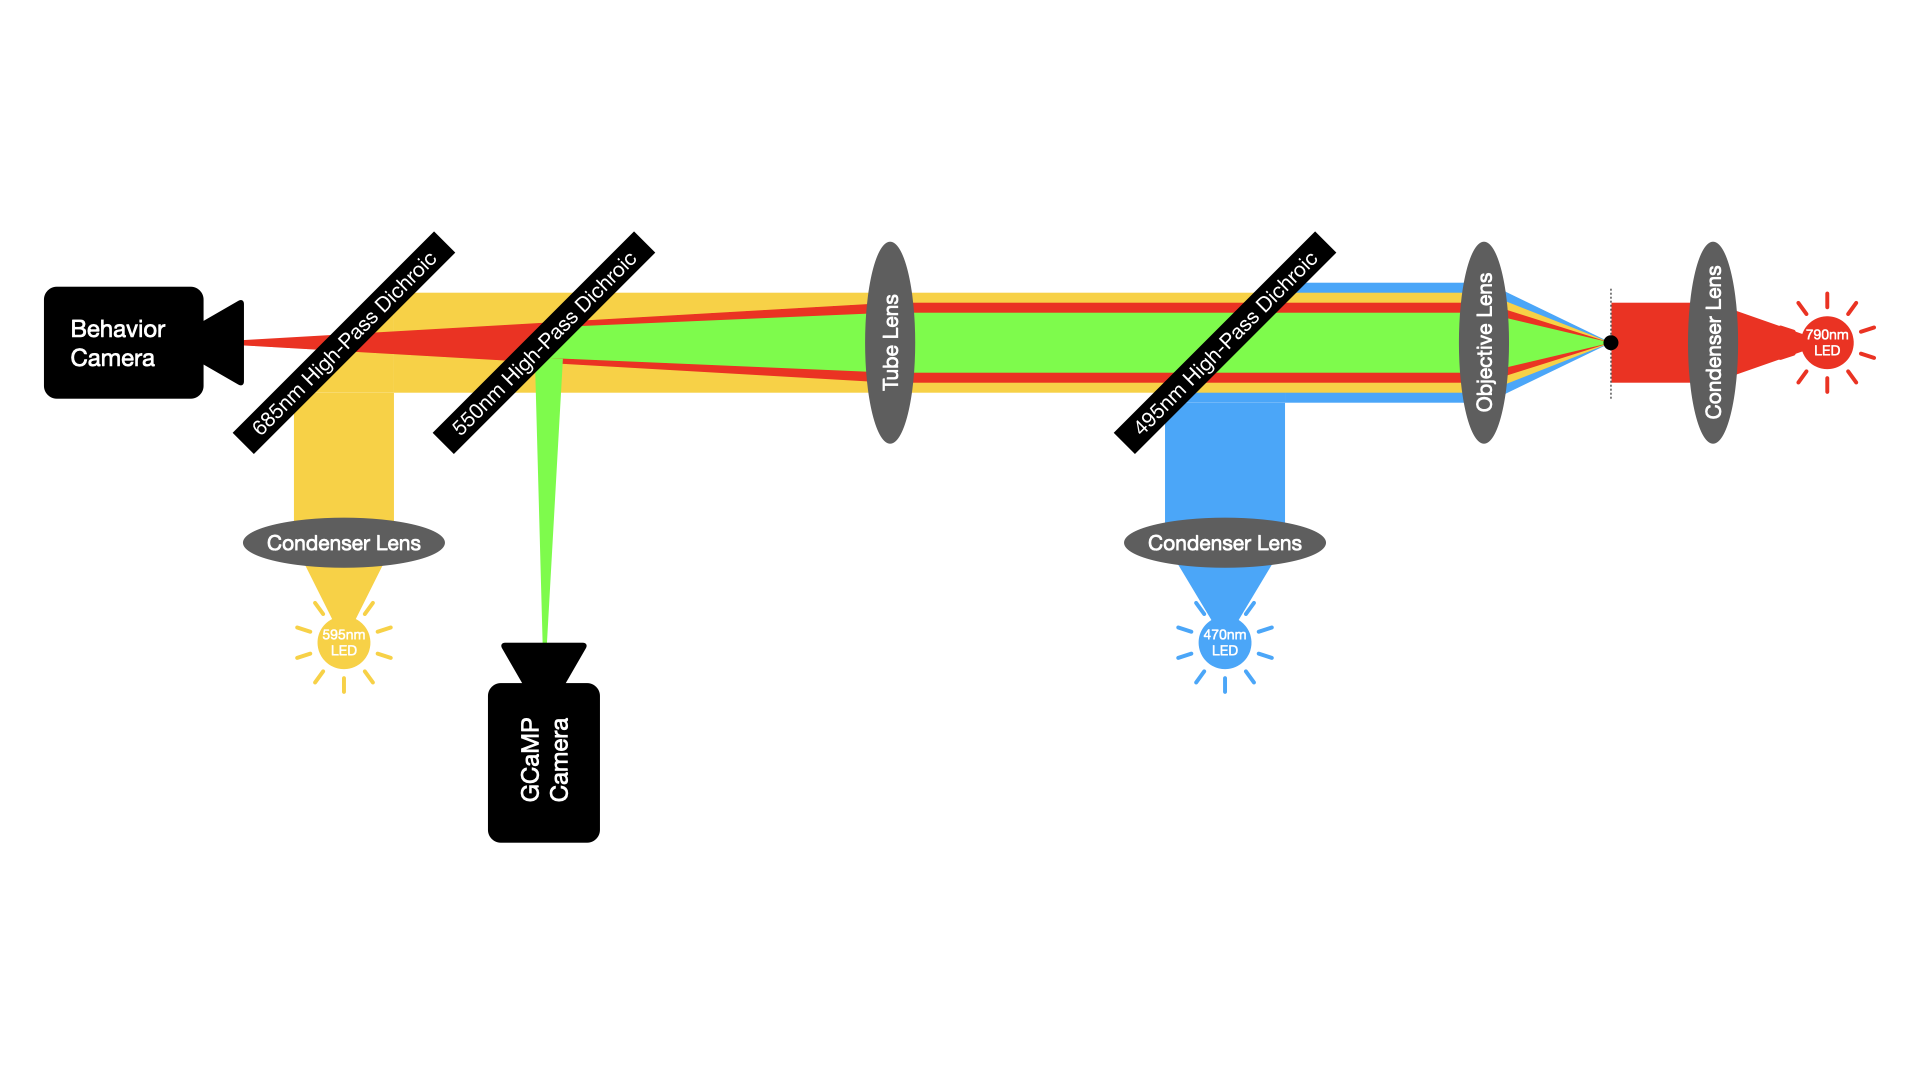 Behavior
Camera
685nm High-Pass Dichroic
550nm High-Pass Dichroic
Tube Lens
495nm High-Pass Dichroic
Objective Lens
Condenser Lens
790nm
LED
Condenser Lens
595nm
LED
Condenser Lens
470nm
LED
GCaMP
Camera